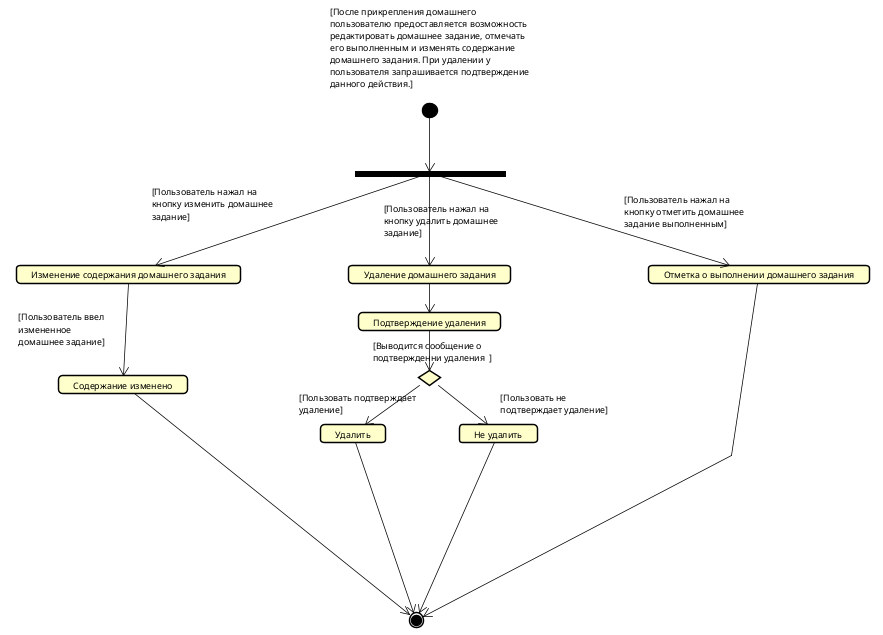 [После прикрепления домашнего
пользователю предоставляется возможность
редактировать домашнее задание, отмечать
его выполненным и изменять содержание
домашнего задания. При удалении у
пользователя запрашивается подтверждение
данного действия.]
[Пользователь нажал на
кнопку изменить домашнее
задание]
[Пользователь нажал на
кнопку удалить домашнее
задание]
[Пользователь нажал на
кнопку отметить домашнее
задание выполненным]
Изменение содержания домашнего задания
Удаление домашнего задания
Отметка о выполнении домашнего задания
[Пользователь ввел
измененное
домашнее задание]
Подтверждение удаления
[Выводится сообщение о
подтверждении удаления ]
Содержание изменено
[Пользовать подтверждает
удаление]
[Пользовать не
подтверждает удаление]
Удалить
Не удалить